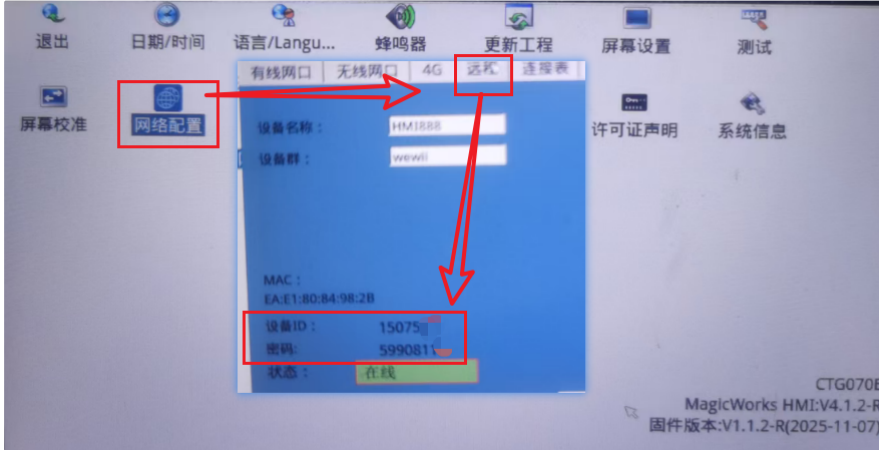 退出
日期/时间
语言/Langu...
蜂鸣器
更新工程
屏幕设置
测试
屏幕校准
网络配置
许可证声明
系统信息
有线网口
无线网口
4G
远程
连接表
设备名称：
HMI888
设备群：
wewii
MAC：
EA:E1:80:84:98:2B
设备ID：
15075
密码:
5990811
状态：
在线
CTG070E
MagicWorks HMI:V4.1.2-R
固件版本:V1.1.2-R(2025-11-07)